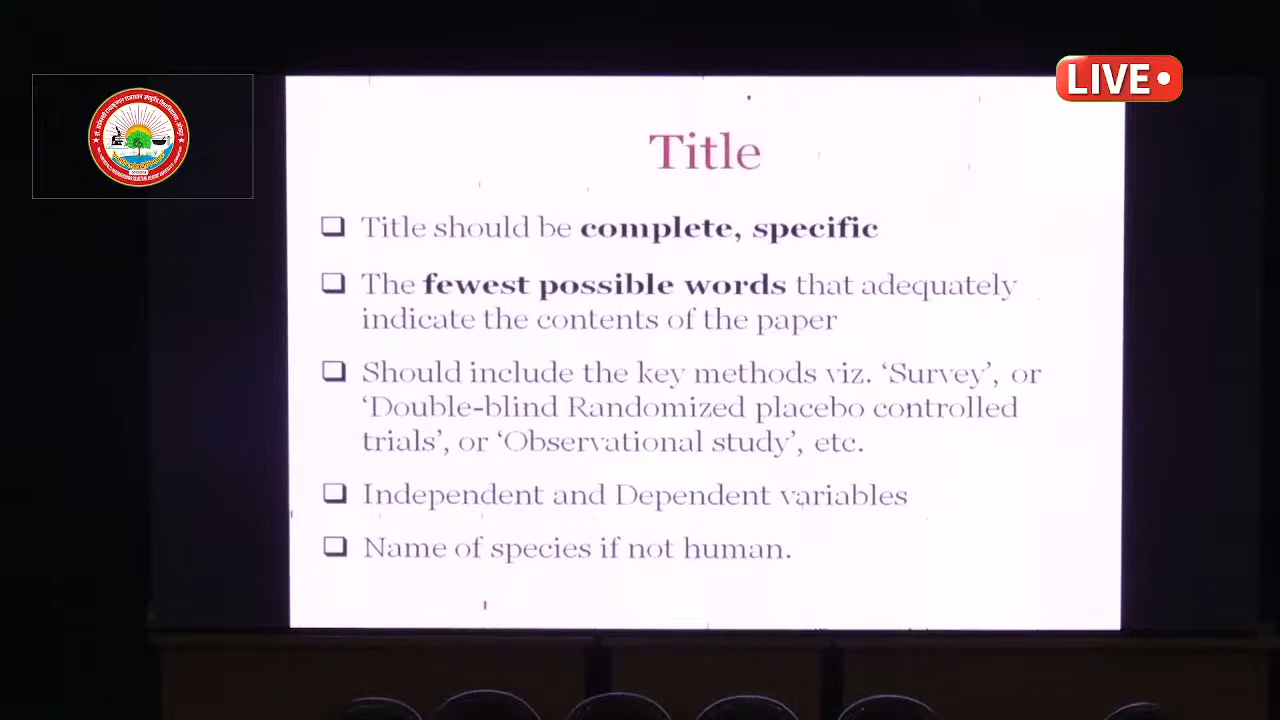 LIVE
Title
❑ Title should be complete, specific
❑ The fewest possible words that adequately
indicate the contents of the paper
❑ Should include the key methods viz. ‘Survey’, or
‘Double-blind Randomized placebo controlled
trials’, or ‘Observational study’, etc.
❑ Independent and Dependent variables
❑ Name of species if not human.